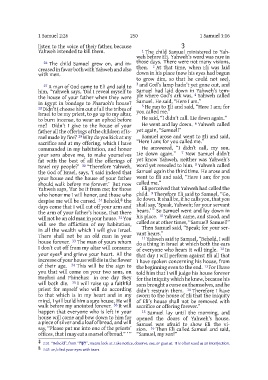 1 Samuel 2:26 250 1 Samuel 3:16
listen to the voice of their father, because
Yahweh intended to kill them.
26 The child Samuel grew on, and in-
creased in favor both with Yahweh and also
with men.
27 A man of God came to Eli and said to
him, “Yahweh says, ‘Did I reveal myself to
the house of your father when they were
in Egypt in bondage to Pharaoh’s house?
28 Didn’t I choose him out of all the tribes of
Israel to be my priest, to go up to my altar,
to burn incense, to wear an ephod before
me? Didn’t I give to the house of your
father all the offerings of the children of Is-
rael made by fire? 29 Why do you kick at my
sacrifice and at my offering, which I have
commanded in my habitation, and honor
your sons above me, to make yourselves
fat with the best of all the offerings of
Israel my people?’ 30 “Therefore Yahweh,
the God of Israel, says, ‘I said indeed that
your house and the house of your father
should walk before me forever.’ But now
Yahweh says, ‘Far be it from me; for those
who honor me I will honor, and those who
despise me will be cursed. 31 Behold, the
days come that I will cut off your arm and
the arm of your father’s house, that there
will not be an old man in your house. 32 You
will see the affliction of my habitation,
in all the wealth which I will give Israel.
There shall not be an old man in your
house forever. 33 The man of yours whom
I don’t cut off from my altar will consume
your eyes and grieve your heart. All the
increase of your house will die in the flower
of their age. 34 This will be the sign to
you that will come on your two sons, on
Hophni and Phinehas: in one day they
will both die. 35 I will raise up a faithful
priest for myself who will do according
to that which is in my heart and in my
mind. I will build him a sure house. He will
walk before my anointed forever. 36 It will
happen that everyone who is left in your
house will come and bow down to him for
a piece of silver and a loaf of bread, and will
say, “Please put me into one of the priests’
offices, that I may eat a morsel of bread.” ’ ”
3
1 The child Samuel ministered to Yah-
weh before Eli. Yahweh’s word was rare in
those days. There were not many visions,
then. 2 At that time, when Eli was laid
down in his place (now his eyes had begun
to grow dim, so that he could not see),
3 and God’s lamp hadn’t yet gone out, and
Samuel had laid down in Yahweh’s tem-
ple where God’s ark was, 4 Yahweh called
Samuel. He said, “Here I am.”
5 He ran to Eli and said, “Here I am; for
you called me.”
He said, “I didn’t call. Lie down again.”
He went and lay down. 6 Yahweh called
yet again, “Samuel!”
Samuel arose and went to Eli and said,
“Here I am; for you called me.”
He answered, “I didn’t call, my son.
Lie down again.” 7 Now Samuel didn’t
yet know Yahweh, neither was Yahweh’s
word yet revealed to him. 8 Yahweh called
Samuel again the third time. He arose and
went to Eli and said, “Here I am; for you
called me.”
Eli perceived that Yahweh had called the
child. 9 Therefore Eli said to Samuel, “Go,
lie down. It shall be, if he calls you, that you
shall say, ‘Speak, Yahweh; for your servant
hears.’ ” So Samuel went and lay down in
his place. 10 Yahweh came, and stood, and
called as at other times, “Samuel! Samuel!”
Then Samuel said, “Speak; for your ser-
vant hears.”
11 Yahweh said to Samuel, “Behold, I will
do a thing in Israel at which both the ears
of everyone who hears it will tingle. 12 In
that day I will perform against Eli all that
I have spoken concerning his house, from
the beginning even to the end. 13 For I have
told him that I will judge his house forever
for the iniquity which he knew, because his
sons brought a curse on themselves, and he
didn’t restrain them. 14 Therefore I have
sworn to the house of Eli that the iniquity
of Eli’s house shall not be removed with
sacrifice or offering forever.”
15 Samuel lay until the morning, and
opened the doors of Yahweh’s house.
Samuel was afraid to show Eli the vi-
sion. 16 Then Eli called Samuel and said,
“Samuel, my son!”